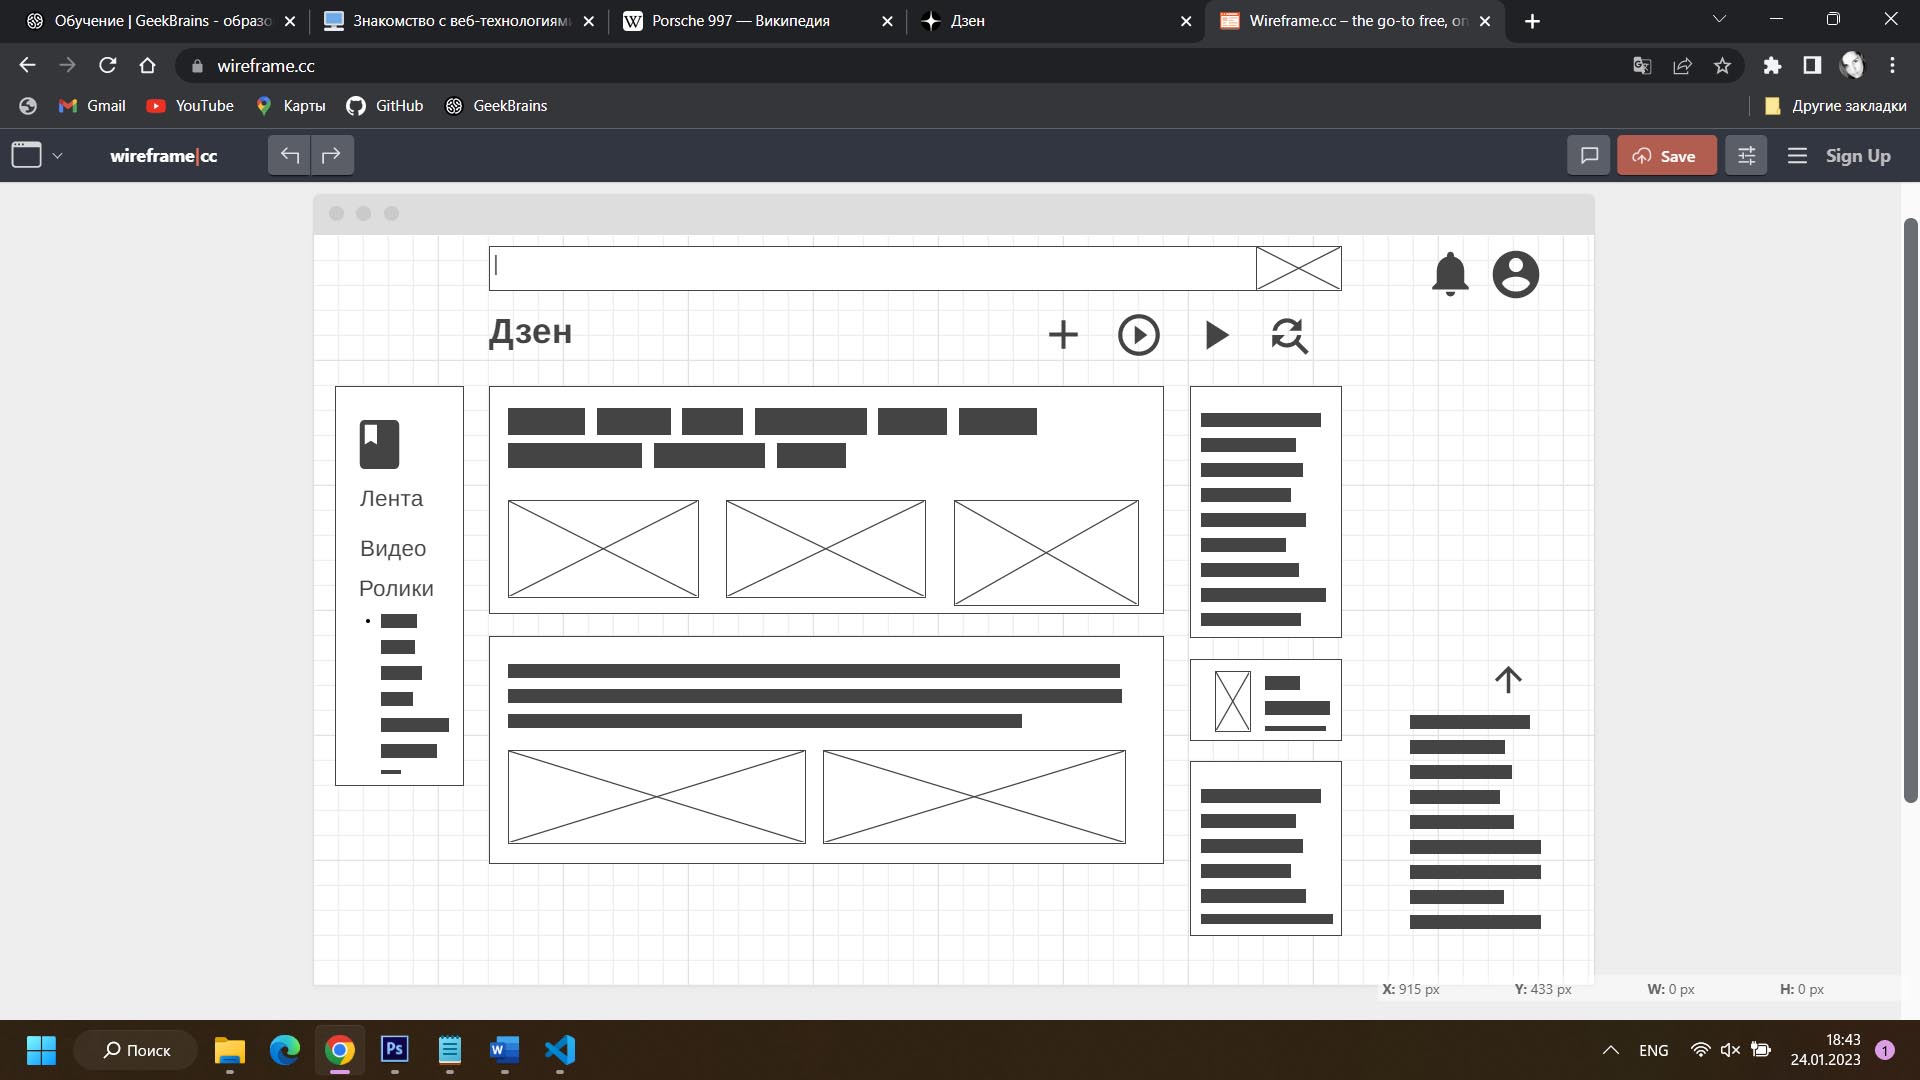 Обучение | GeekBrains - образо
Знакомство с веб-технологиям
Porsche 997 — Википедия
Дзен
Wireframe.cc – the go-to free, on
wireframe.cc
Gmail
YouTube
Карты
GitHub
GeekBrains
Другие закладки
wireframe|cc
Save
Sign Up
Дзен
Лента
Видео
Ролики
X: 915 px Y: 433 px W: 0 px H: 0 px
Поиск
Ps
W
ENG
18:43
24.01.2023
1